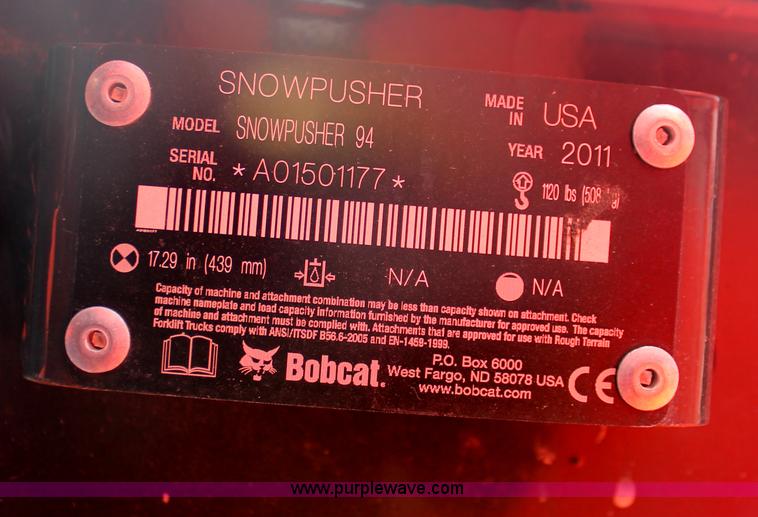 SNOWPUSHER
MADE IN USA
MODEL SNOWPUSHER 94
YEAR 2011
SERIAL NO. *A01501177*
1120 lbs (508
17.29 in (439 mm)
N/A
N/A
Capacity of machine and attachment combination may be less than capacity shown on attachment. Check
machine nameplate and load capacity information furnished by the manufacturer for approved use. The capacity
of machine and attachment must be complied with. Attachments that are approved for use with Rough Terrain
Forklift Trucks comply with ANSI/ITSDF B56.6-2005 and EN-1459-1999.
Bobcat.
P.O. Box 6000
West Fargo, ND 58078 USA
www.bobcat.com
CE
www.purplewave.com